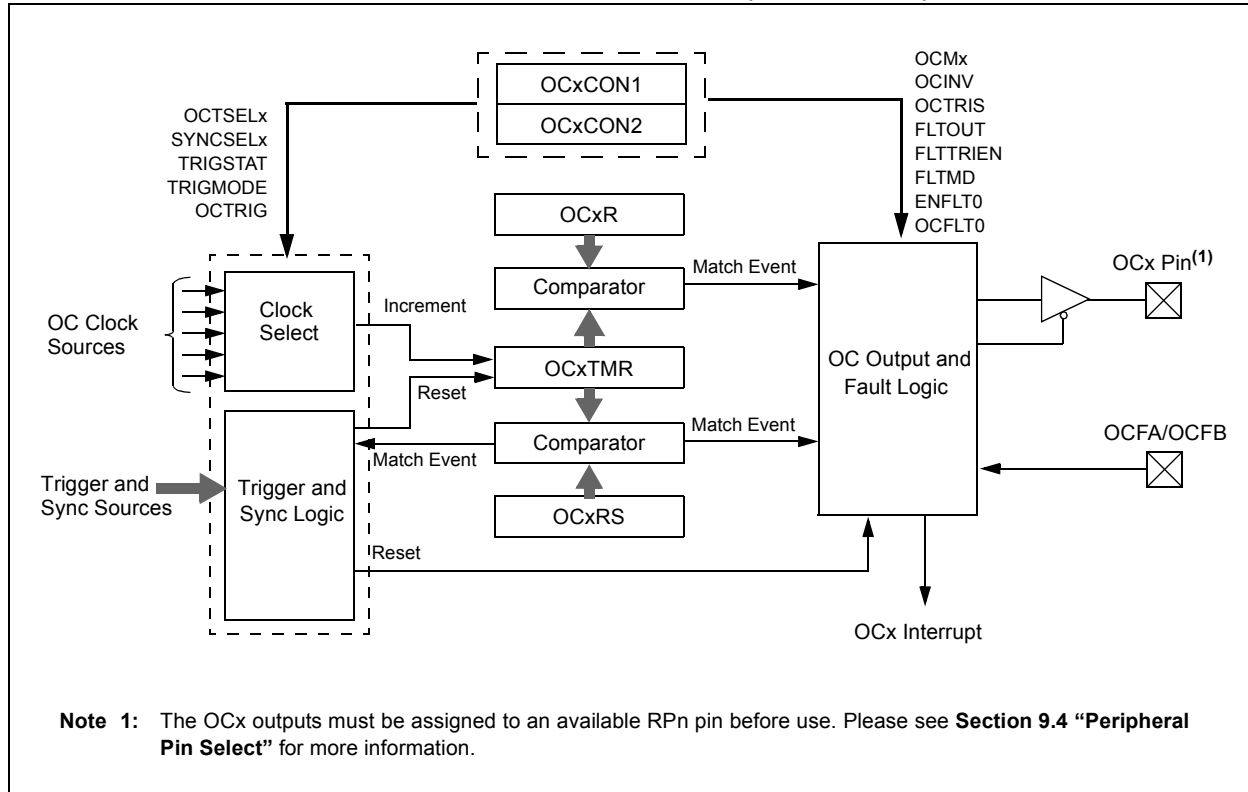 OCxCON1
OCxCON2
OCTSELx
SYNCSELx
TRIGSTAT
TRIGMODE
OCTRIG
OCMx
OCINV
OCTRIS
FLTOUT
FLTTRIEN
FLTMD
ENFLT0
OCFLT0
OCxR
Match Event
Comparator
OCx Pin(1)
Clock
Select
Increment
OC Clock
Sources
OCxTMR
Reset
OC Output and
Fault Logic
Match Event
Comparator
Match Event
OCFA/OCFB
Trigger and
Sync Sources
Trigger and
Sync Logic
OCxRS
Reset
OCx Interrupt
Note 1: The OCx outputs must be assigned to an available RPn pin before use. Please see Section 9.4 “Peripheral
Pin Select” for more information.